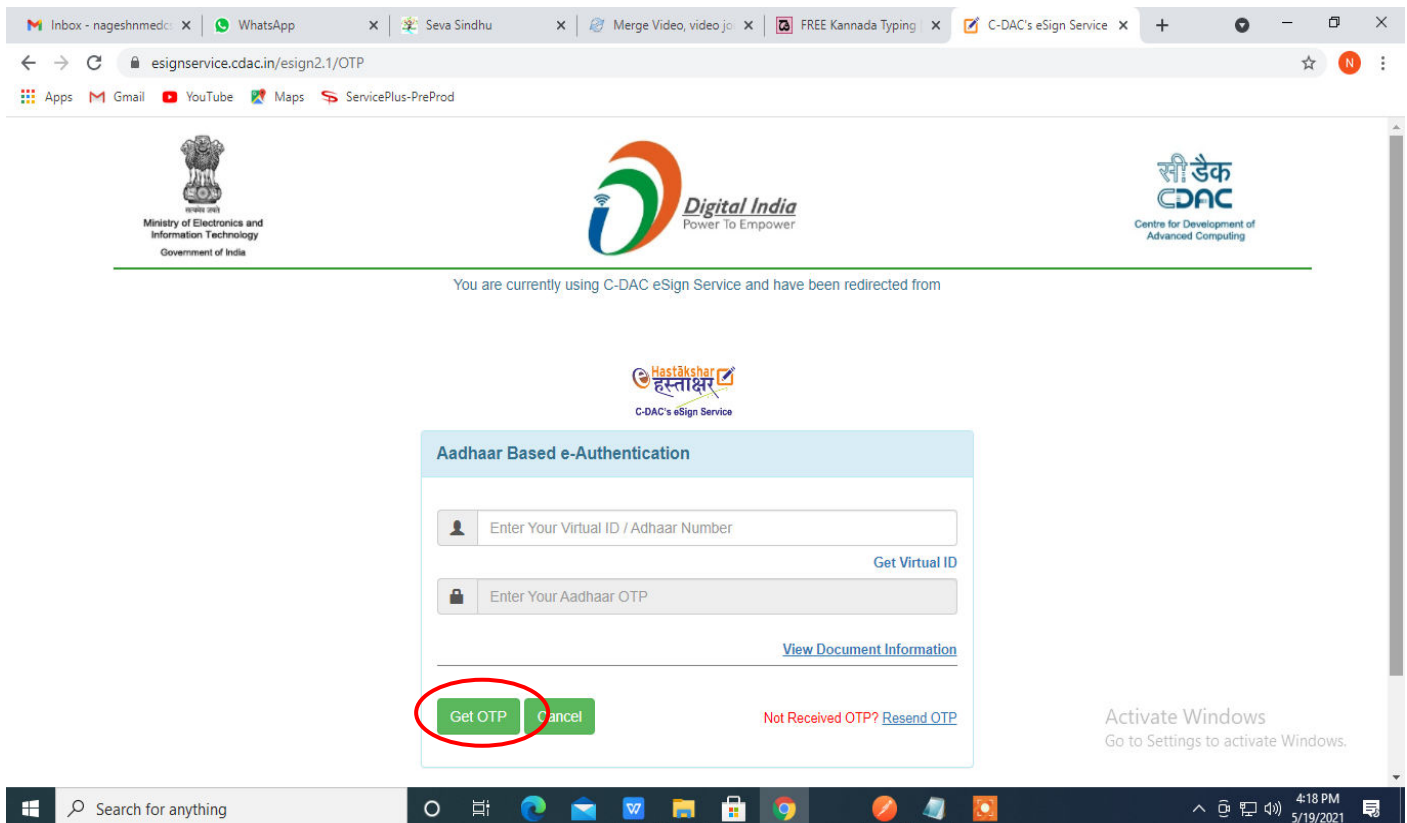 Inbox - nageshnmedc
WhatsApp
Seva Sindhu
Merge Video, video jo
FREE Kannada Typing
C-DAC's eSign Service
esignservice.cdac.in/esign2.1/OTP
N
Apps
Gmail
YouTube
Maps
ServicePlus-PreProd
सत्यमेव जयते
Ministry of Electronics and
Information Technology
Government of India
Digital India
Power To Empower
सी डैक
CDAC
Centre for Development of
Advanced Computing
You are currently using C-DAC eSign Service and have been redirected from
e Hastākshar
हस्ताक्षर
C-DAC's eSign Service
Aadhaar Based e-Authentication
Enter Your Virtual ID / Adhaar Number
Get Virtual ID
Enter Your Aadhaar OTP
View Document Information
Get OTP
Cancel
Not Received OTP? Resend OTP
Activate Windows
Go to Settings to activate Windows.
Search for anything
4:18 PM
5/19/2021